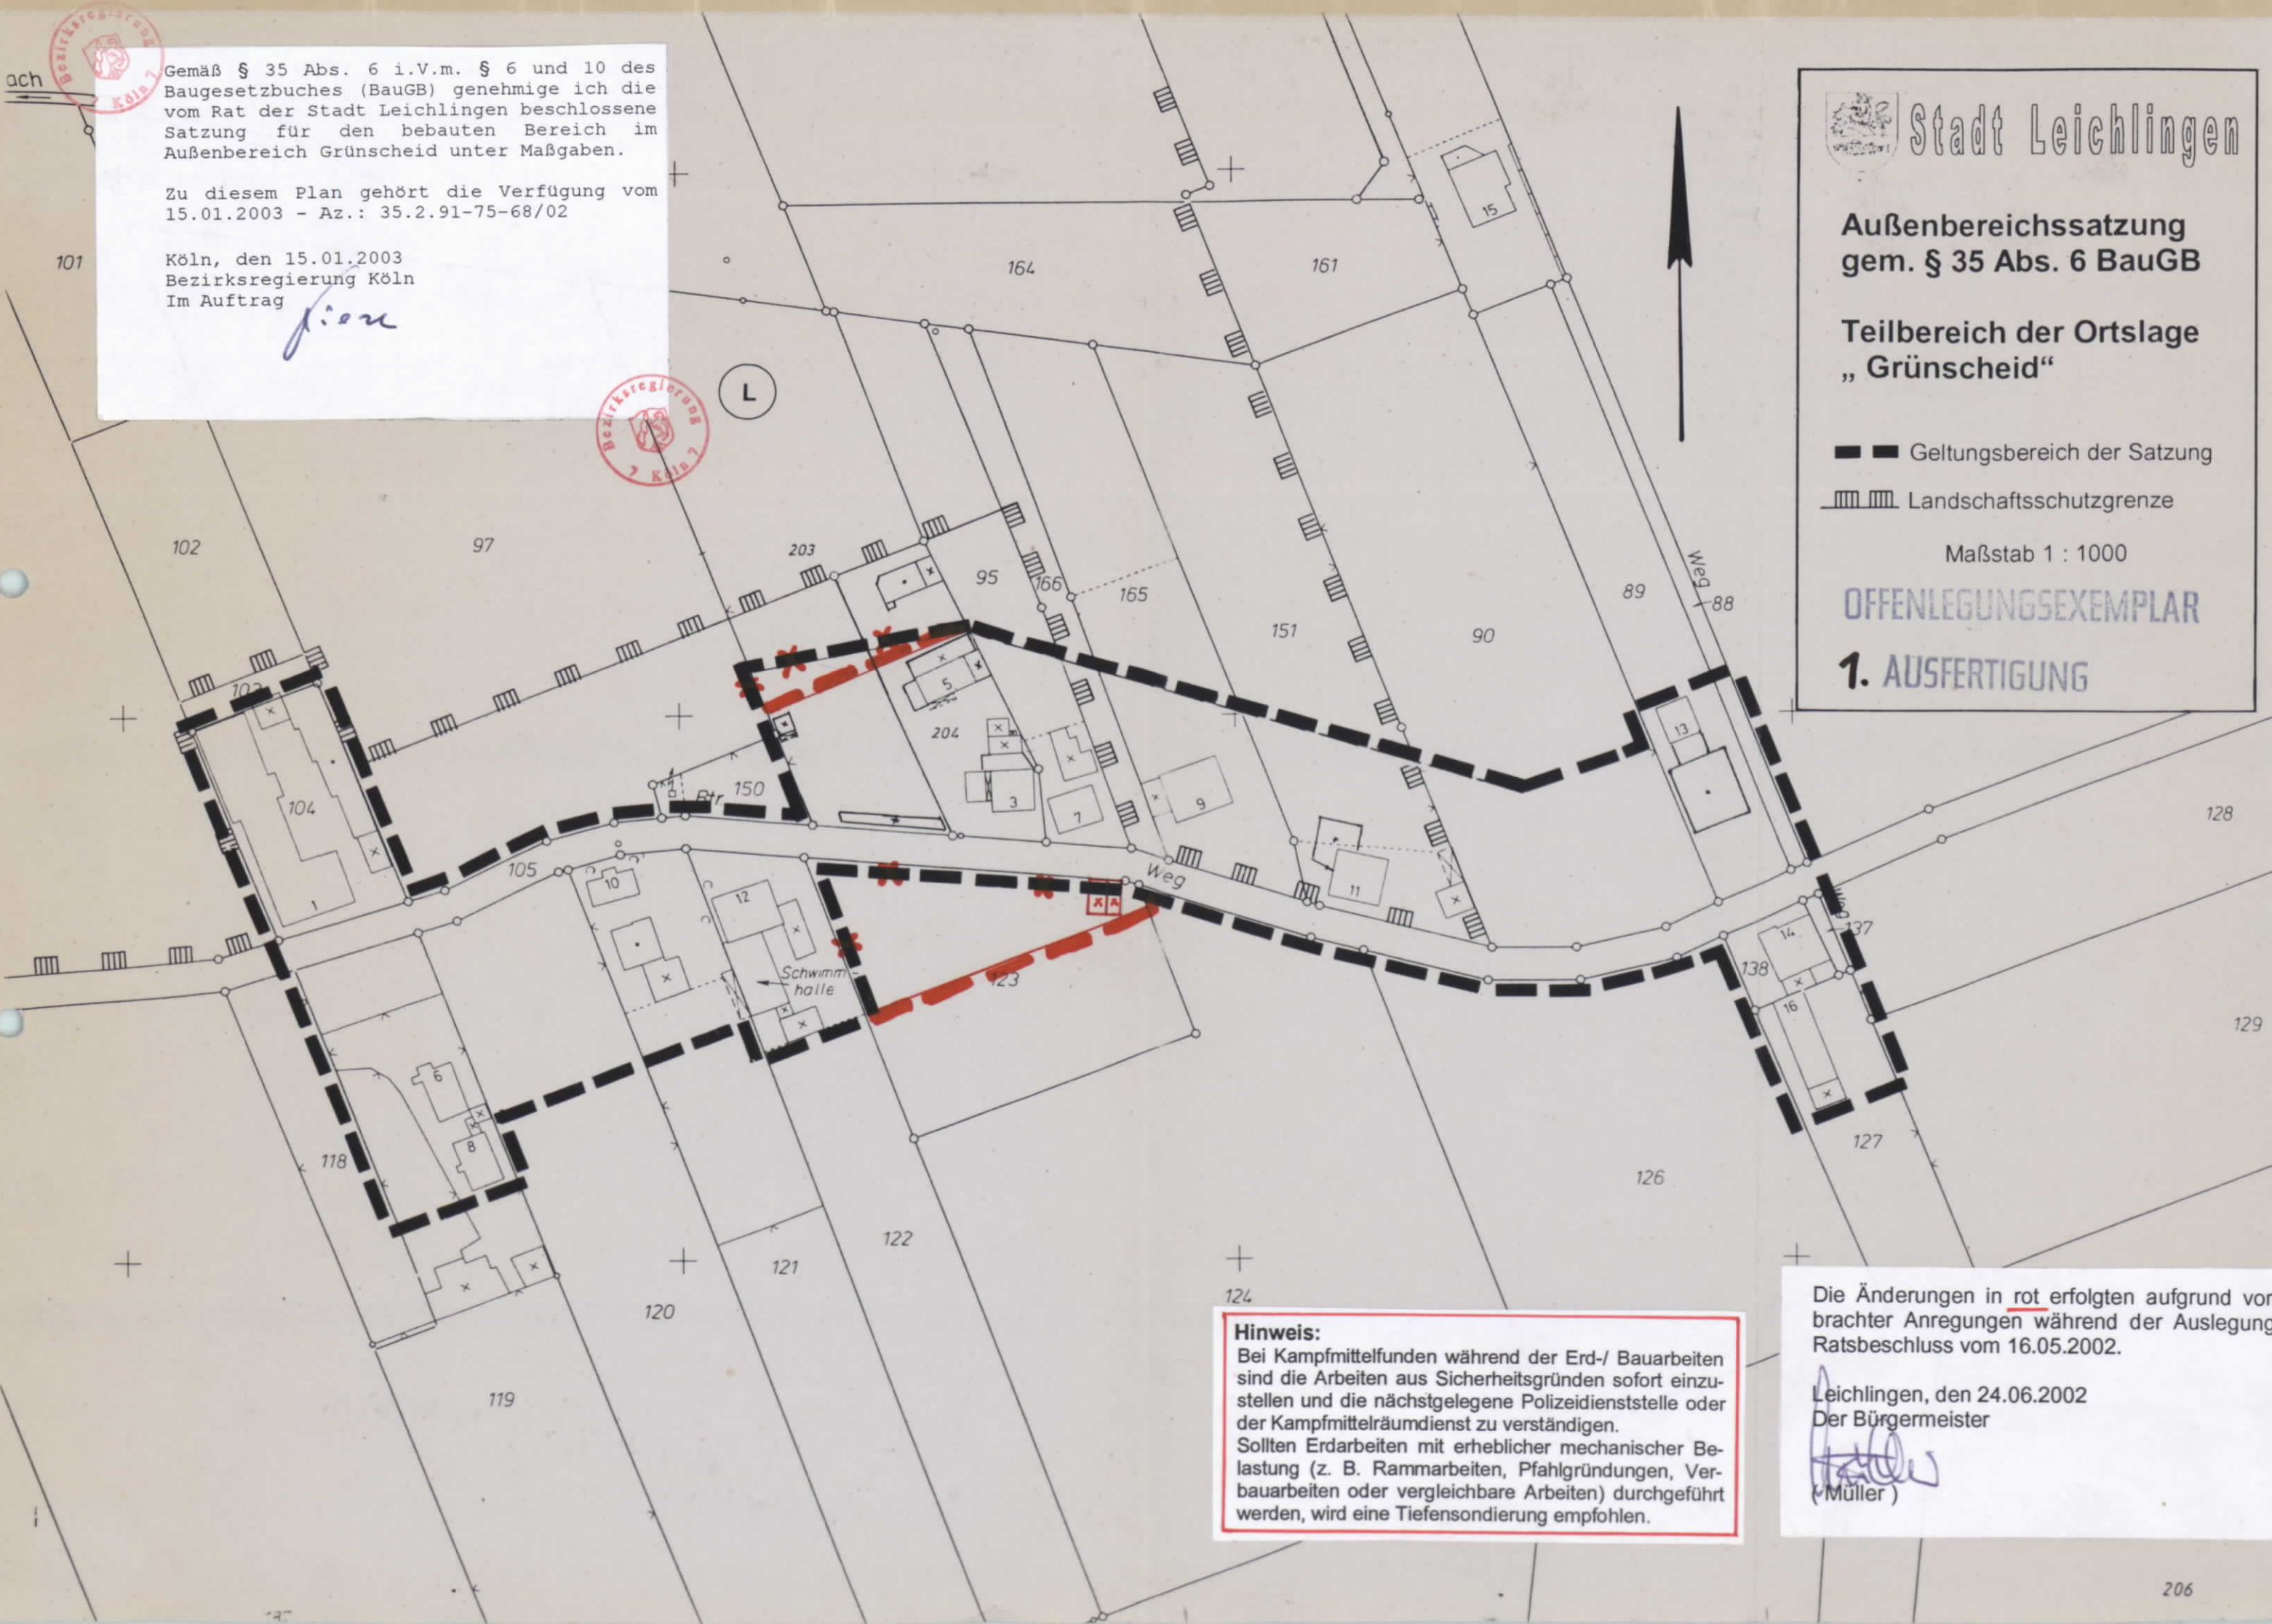 Bezirksregierung
Köln
ach
Gemäß § 35 Abs. 6 i.V.m. § 6 und 10 des
Baugesetzbuches (BauGB) genehmige ich die
vom Rat der Stadt Leichlingen beschlossene
Satzung für den bebauten Bereich im
Außenbereich Grünscheid unter Maßgaben.
Zu diesem Plan gehört die Verfügung vom
15.01.2003 - Az.: 35.2.91-75-68/02
Köln, den 15.01.2003
Bezirksregierung Köln
Im Auftrag
Bezirksregierung
7 Köln 7
L
Stadt Leichlingen
Außenbereichssatzung
gem. § 35 Abs. 6 BauGB
Teilbereich der Ortslage
„ Grünscheid“
Geltungsbereich der Satzung
Landschaftsschutzgrenze
Maßstab 1 : 1000
OFFENLEGUNGSEXEMPLAR
1. AUSFERTIGUNG
101
164
161
15
102
97
203
95
166
165
151
90
89
Weg
88
103
104
1
5
204
150
Btr.
3
7
9
11
13
128
105
10
12
Schwimm-
halle
Weg
123
14
Weg
137
138
16
129
6
8
118
127
126
122
121
120
124
119
206
Hinweis:
Bei Kampfmittelfunden während der Erd-/ Bauarbeiten
sind die Arbeiten aus Sicherheitsgründen sofort einzu-
stellen und die nächstgelegene Polizeidienststelle oder
der Kampfmittelräumdienst zu verständigen.
Sollten Erdarbeiten mit erheblicher mechanischer Be-
lastung (z. B. Rammarbeiten, Pfahlgründungen, Ver-
bauarbeiten oder vergleichbare Arbeiten) durchgeführt
werden, wird eine Tiefensondierung empfohlen.
Die Änderungen in rot erfolgten aufgrund vor
brachter Anregungen während der Auslegung
Ratsbeschluss vom 16.05.2002.
Leichlingen, den 24.06.2002
Der Bürgermeister
( Müller )